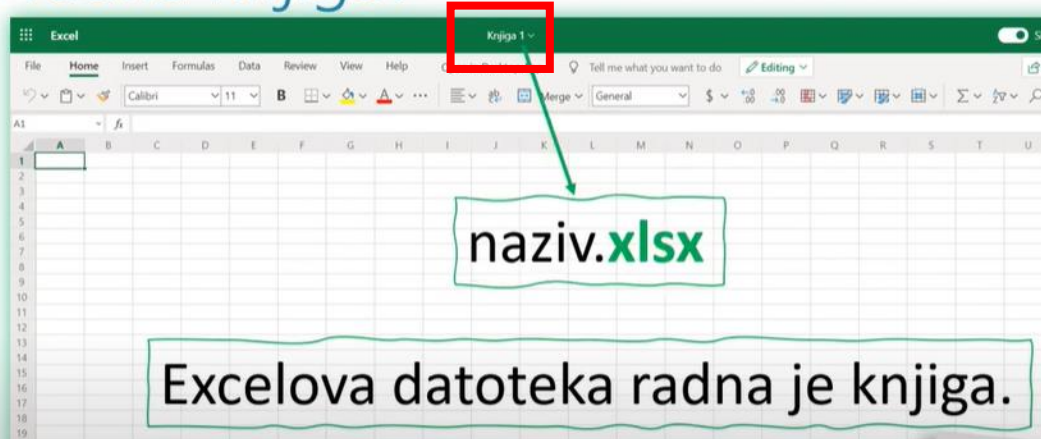 Excel
Knjiga 1
File Home Insert Formulas Data Review View Help Tell me what you want to do Editing
Calibri 11 B A ... Merge General $
A1 fx
A B C D E F G H I J K L M N O P Q R S T U
1
2
3
4
5
6
7
8
9
10
11
12
13
14
15
16
17
18
19
naziv.xlsx
Excelova datoteka radna je knjiga.